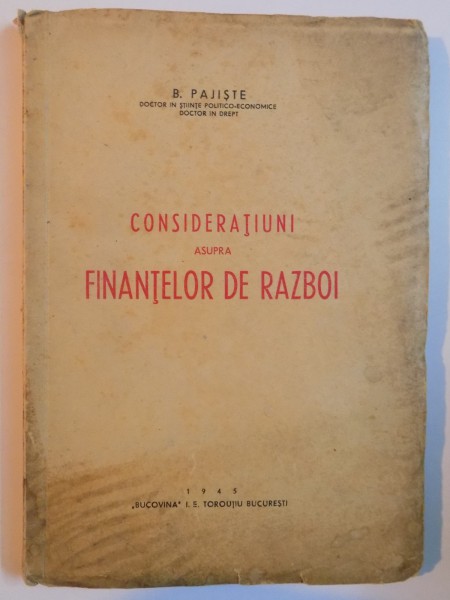 B. PAJIŞTE
DOCTOR IN ŞTIINŢE POLITICO-ECONOMICE
DOCTOR IN DREPT
CONSIDERAŢIUNI
ASUPRA
FINANŢELOR DE RAZBOI
1945
„BUCOVINA" I. E. TOROUŢIU BUCUREŞTI